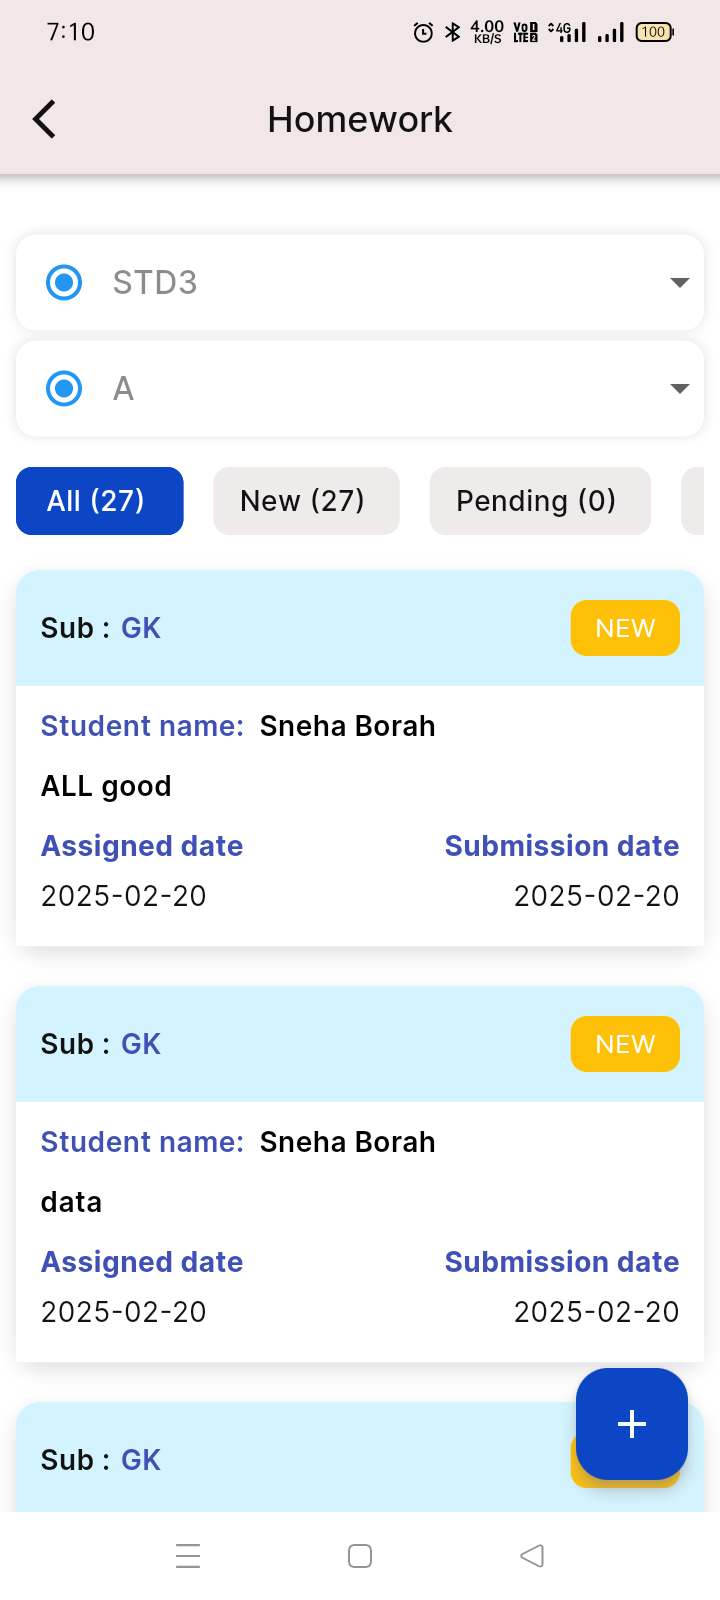 7:10
4.00
KB/S
Vo 1
LTE 2
4G
100
Homework
STD3
A
All (27) New (27) Pending (0)
Sub : GK NEW
Student name: Sneha Borah
ALL good
Assigned date Submission date
2025-02-20 2025-02-20
Sub : GK NEW
Student name: Sneha Borah
data
Assigned date Submission date
2025-02-20 2025-02-20
Sub : GK